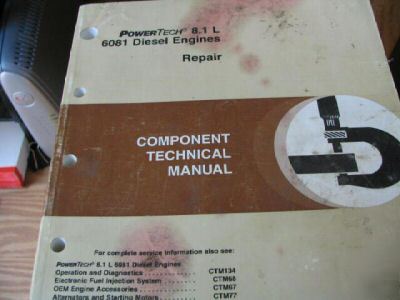 POWERTECH® 8.1 L
6081 Diesel Engines
Repair
COMPONENT
TECHNICAL
MANUAL
For complete service information also see:
POWERTECH® 8.1 L 6081 Diesel Engines
Operation and Diagnostics . . . . . . . . . . CTM134
Electronic Fuel Injection System . . . . . . . CTM68
OEM Engine Accessories . . . . . . . . . . CTM67
Alternators and Starting Motors . . . . . . . CTM77